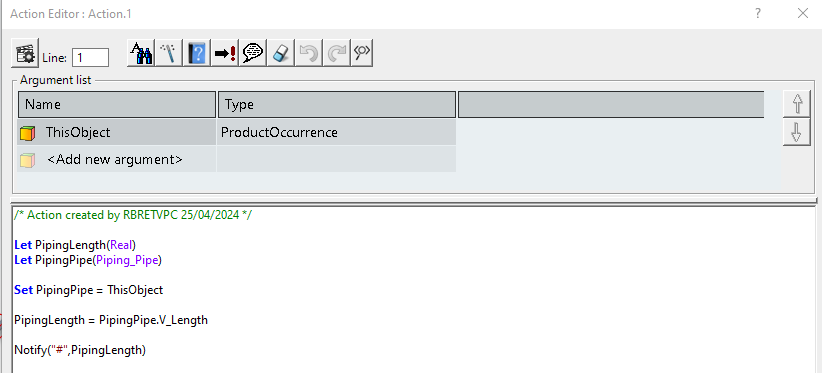 Action Editor : Action.1
? ×
Line: 1
Argument list
Name Type
ThisObject ProductOccurrence
<Add new argument>
/* Action created by RBRETVPC 25/04/2024 */
Let PipingLength(Real)
Let PipingPipe(Piping_Pipe)
Set PipingPipe = ThisObject
PipingLength = PipingPipe.V_Length
Notify("#",PipingLength)